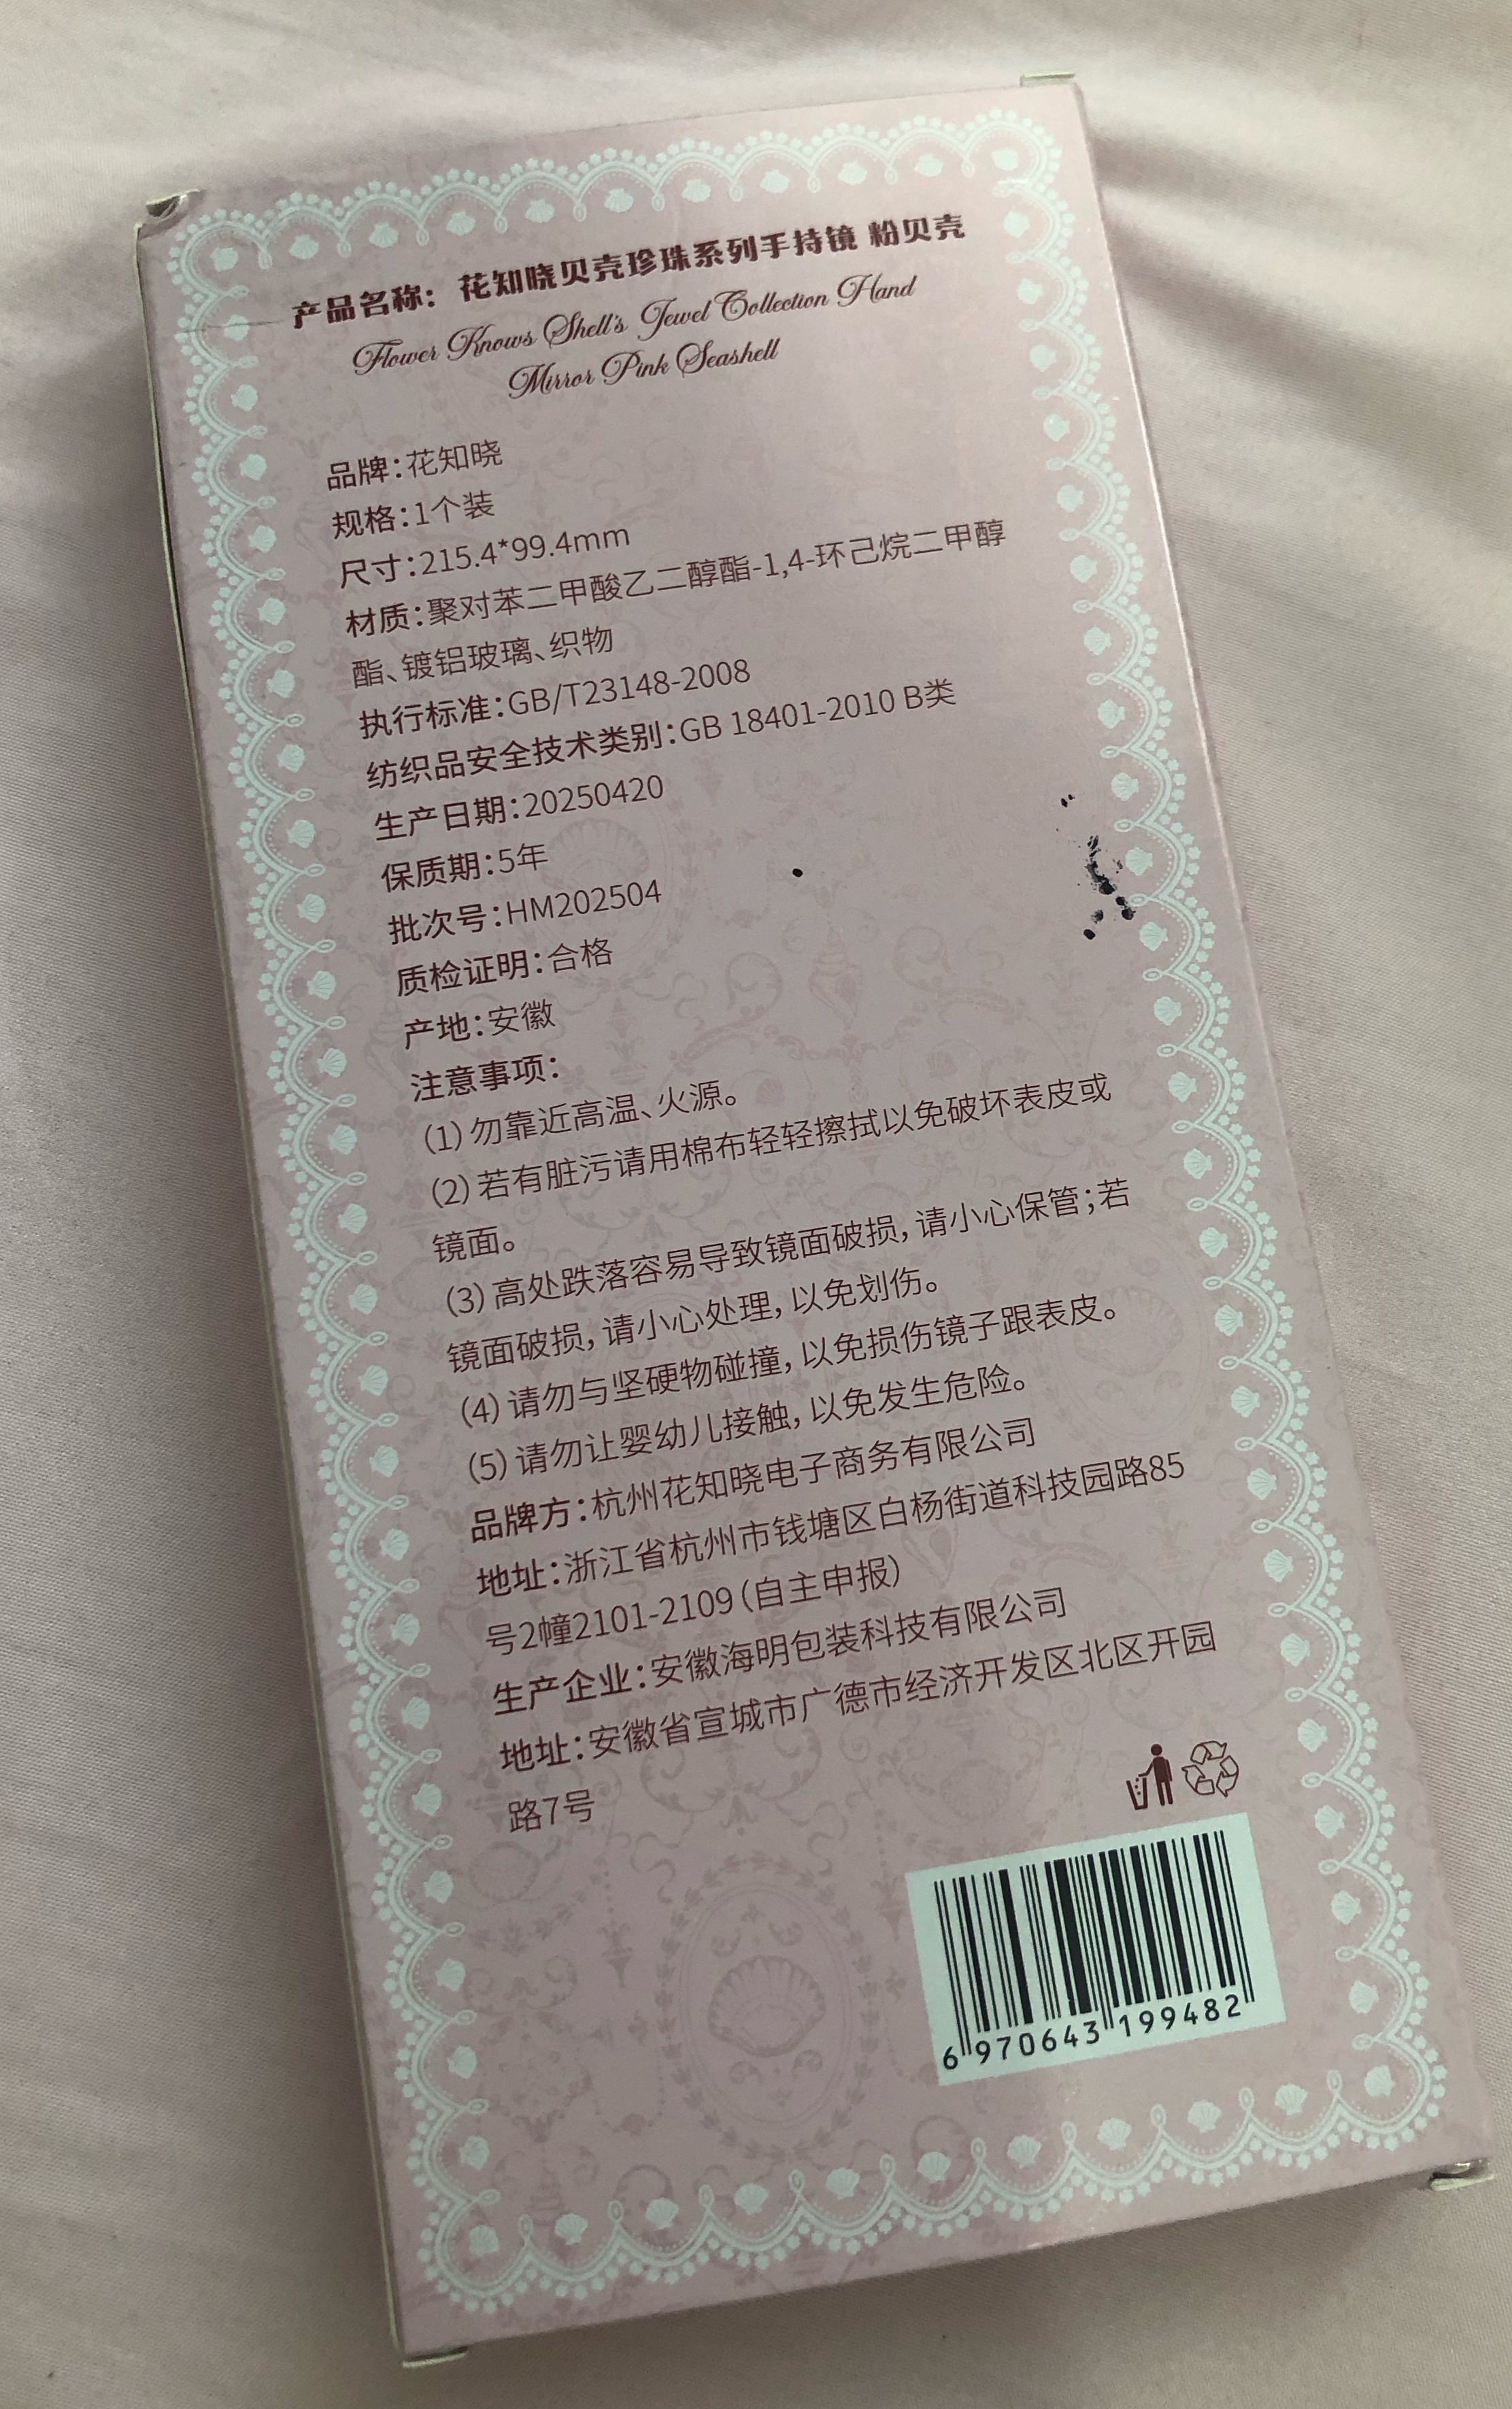 产品名称：花知晓贝壳珍珠系列手持镜 粉贝壳
Flower Knows Shell's Jewel Collection Hand
Mirror Pink Seashell
品牌：花知晓
规格：1个装
尺寸：215.4*99.4mm
材质：聚对苯二甲酸乙二醇酯-1,4-环己烷二甲醇
酯、镀铝玻璃、织物
执行标准：GB/T23148-2008
纺织品安全技术类别：GB 18401-2010 B类
生产日期：20250420
保质期：5年
批次号：HM202504
质检证明：合格
产地：安徽
注意事项：
（1）勿靠近高温、火源。
（2）若有脏污请用棉布轻轻擦拭以免破坏表皮或
镜面。
（3）高处跌落容易导致镜面破损，请小心保管；若
镜面破损，请小心处理，以免划伤。
（4）请勿与坚硬物碰撞，以免损伤镜子跟表皮。
（5）请勿让婴幼儿接触，以免发生危险。
品牌方：杭州花知晓电子商务有限公司
地址：浙江省杭州市钱塘区白杨街道科技园路85
号2幢2101-2109（自主申报）
生产企业：安徽海明包装科技有限公司
地址：安徽省宣城市广德市经济开发区北区开园
路7号
6 970643 199482